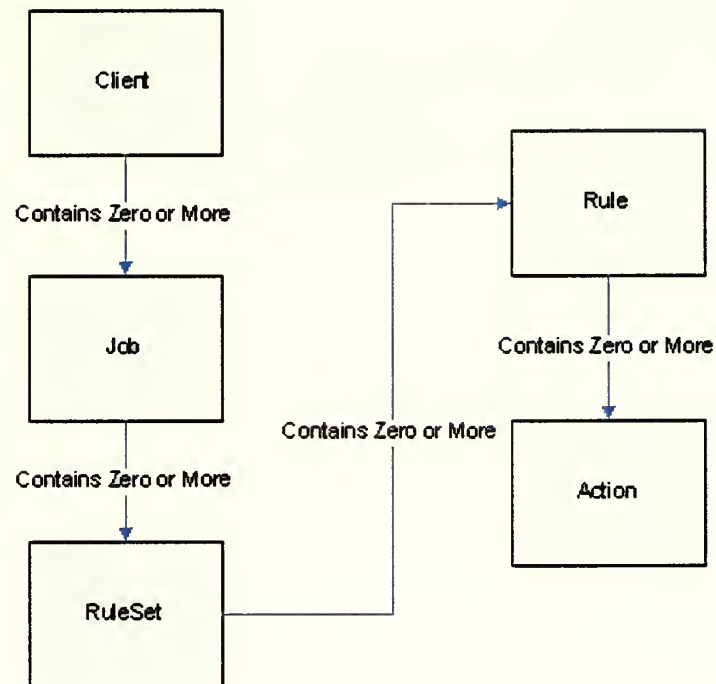 Client
Contains Zero or More
Job
Contains Zero or More
RuleSet
Contains Zero or More
Rule
Contains Zero or More
Action